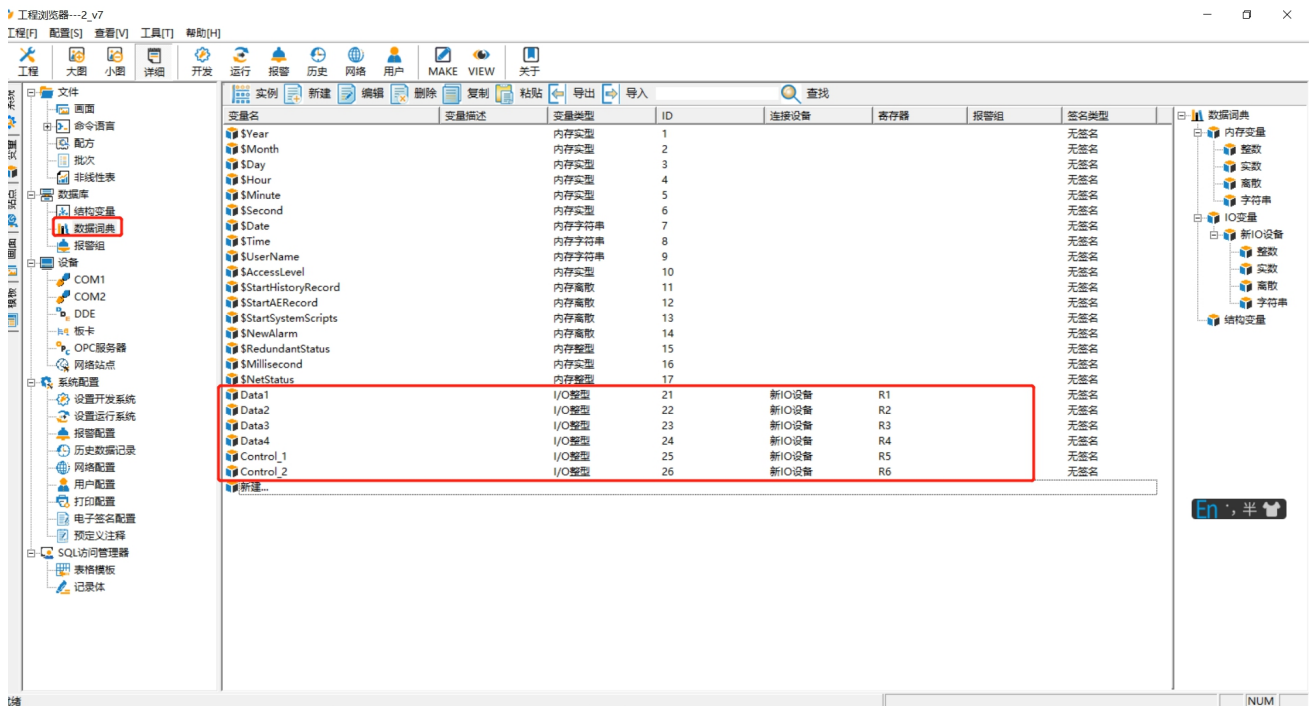 工程浏览器---2_v7
工程[F] 配置[S] 查看[V] 工具[T] 帮助[H]
工程 大图 小图 详细 开发 运行 报警 历史 网络 用户 MAKE VIEW 关于
实例 新建 编辑 删除 复制 粘贴 导出 导入 查找
文件
画面
命令语言
配方
批次
非线性表
数据库
结构变量
数据词典
报警组
设备
COM1
COM2
DDE
板卡
OPC服务器
网络站点
系统配置
设置开发系统
设置运行系统
报警配置
历史数据记录
网络配置
用户配置
打印配置
电子签名配置
预定义注释
SQL访问管理器
表格模板
记录体
变量名 变量描述 变量类型 ID 连接设备 寄存器 报警组 签名类型
$Year 内存实型 1 无签名
$Month 内存实型 2 无签名
$Day 内存实型 3 无签名
$Hour 内存实型 4 无签名
$Minute 内存实型 5 无签名
$Second 内存实型 6 无签名
$Date 内存字符串 7 无签名
$Time 内存字符串 8 无签名
$UserName 内存字符串 9 无签名
$AccessLevel 内存实型 10 无签名
$StartHistoryRecord 内存离散 11 无签名
$StartAERecord 内存离散 12 无签名
$StartSystemScripts 内存离散 13 无签名
$NewAlarm 内存离散 14 无签名
$RedundantStatus 内存整型 15 无签名
$Millisecond 内存实型 16 无签名
$NetStatus 内存整型 17 无签名
Data1 I/O整型 21 新IO设备 R1 无签名
Data2 I/O整型 22 新IO设备 R2 无签名
Data3 I/O整型 23 新IO设备 R3 无签名
Data4 I/O整型 24 新IO设备 R4 无签名
Control_1 I/O整型 25 新IO设备 R5 无签名
Control_2 I/O整型 26 新IO设备 R6 无签名
新建...
数据词典
内存变量
整数
实数
离散
字符串
IO变量
新IO设备
整数
实数
离散
字符串
结构变量
En 半
NUM